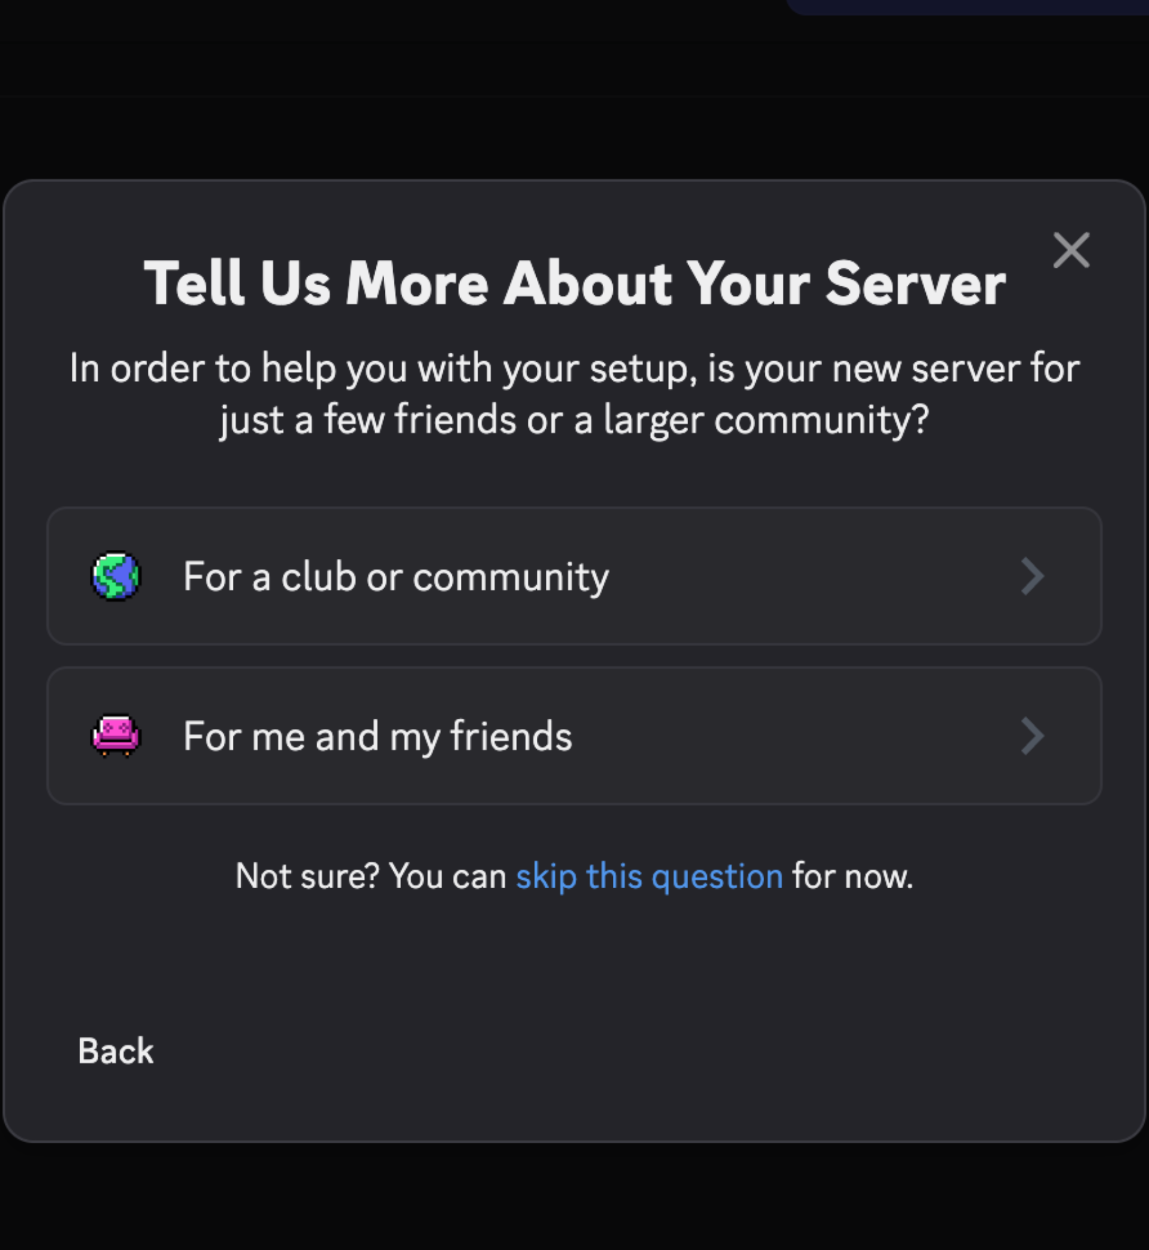 Tell Us More About Your Server
In order to help you with your setup, is your new server for
just a few friends or a larger community?
For a club or community
For me and my friends
Not sure? You can skip this question for now.
Back